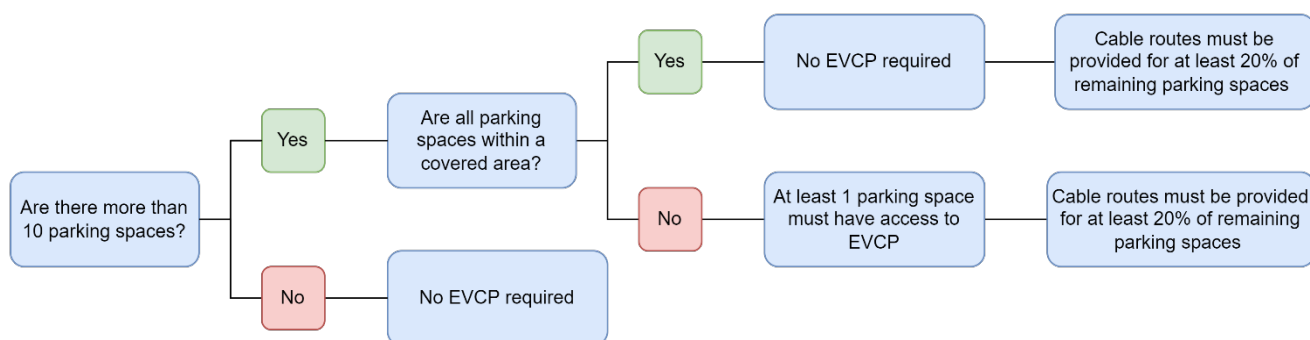 Are there more than
10 parking spaces?
Yes
Are all parking
spaces within a
covered area?
Yes
No EVCP required
Cable routes must be
provided for at least 20% of
remaining parking spaces
No
At least 1 parking space
must have access to
EVCP
Cable routes must be provided
for at least 20% of remaining
parking spaces
No
No EVCP required